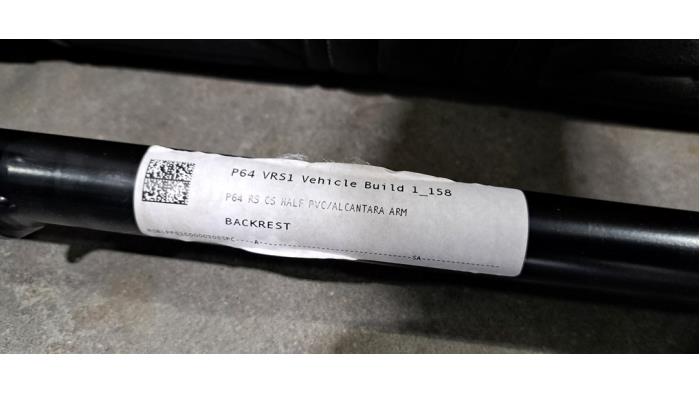 P64 VRS1 Vehicle Build 1_158
P64 RS CS HALF PVC/ALCANTARA ARM
BACKREST